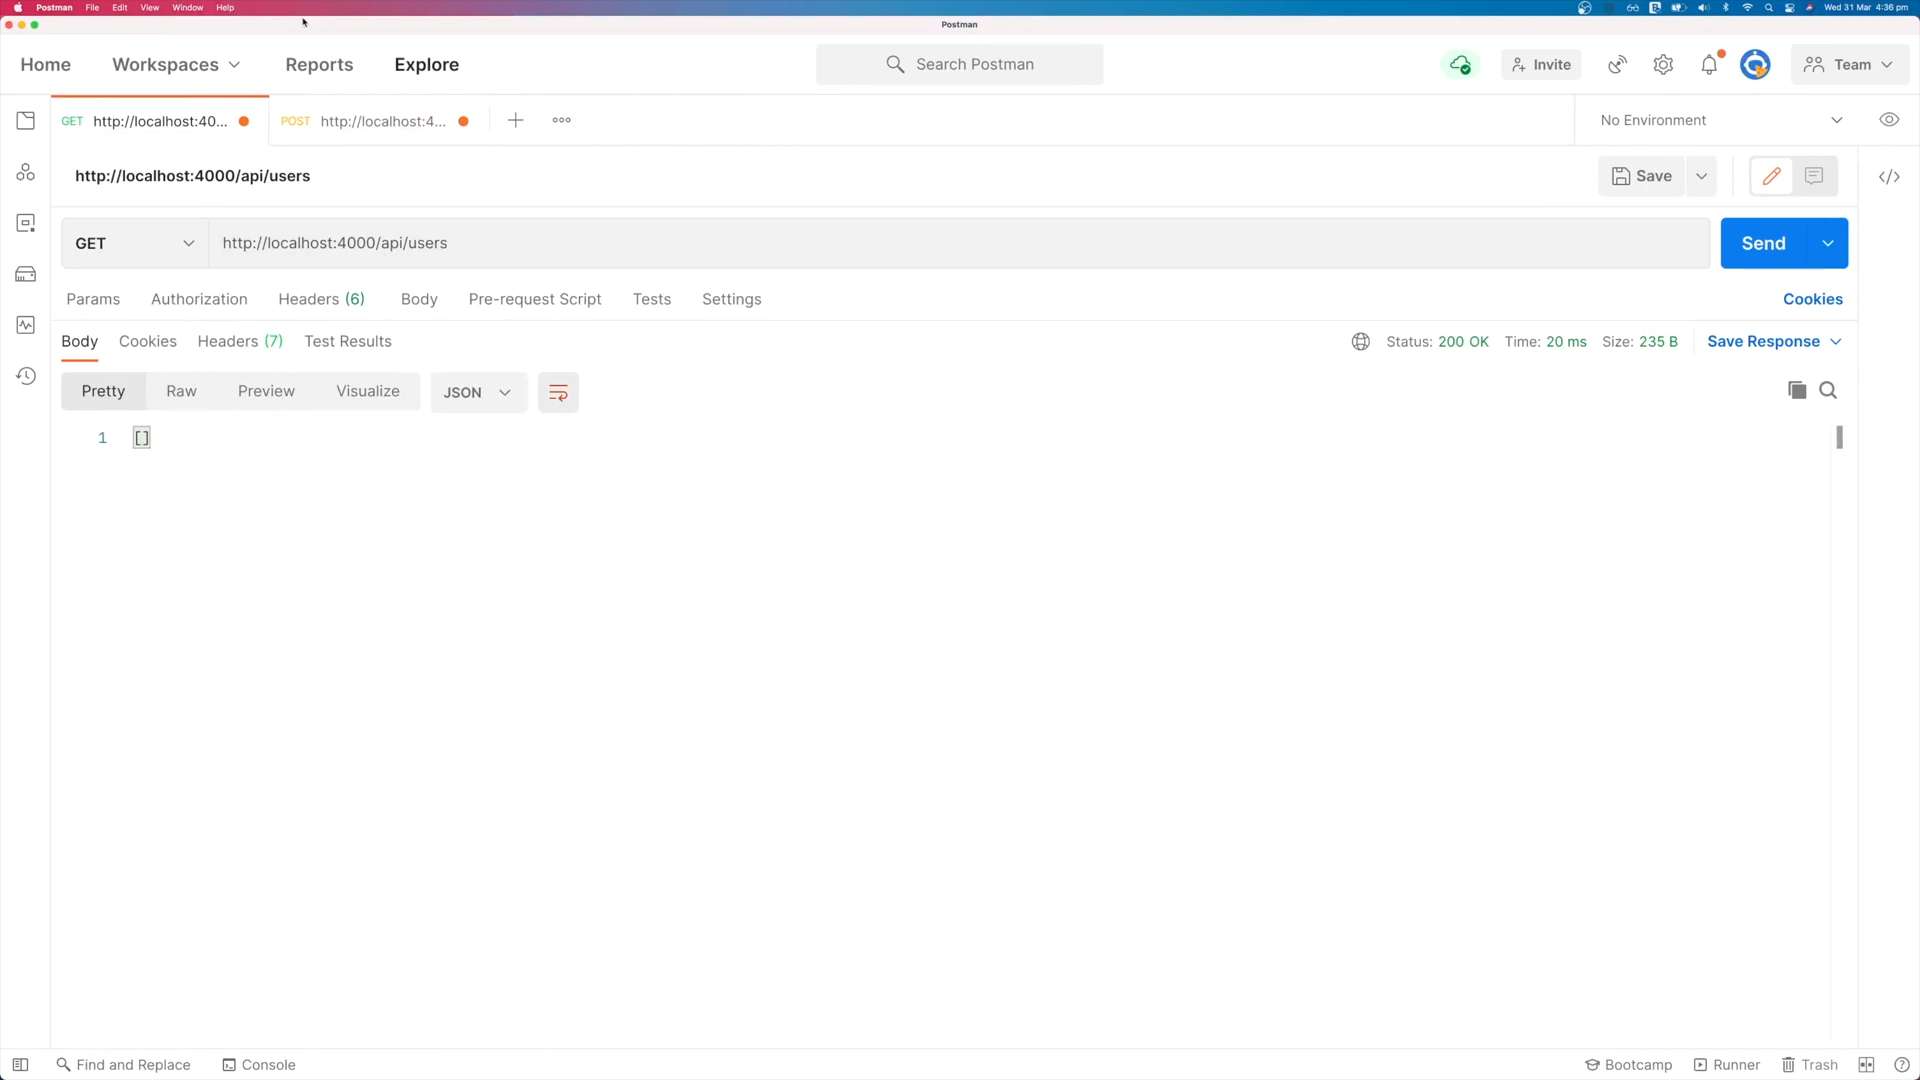 Postman File Edit View Window Help
Wed 31 Mar 4:36 pm
Postman
Home Workspaces Reports Explore
Search Postman
Invite
Team
GET http://localhost:40...
POST http://localhost:4...
No Environment
http://localhost:4000/api/users
Save
GET http://localhost:4000/api/users
Send
Params Authorization Headers (6) Body Pre-request Script Tests Settings
Cookies
Body Cookies Headers (7) Test Results
Status: 200 OK Time: 20 ms Size: 235 B
Save Response
Pretty Raw Preview Visualize JSON
1 []
Find and Replace Console
Bootcamp Runner Trash